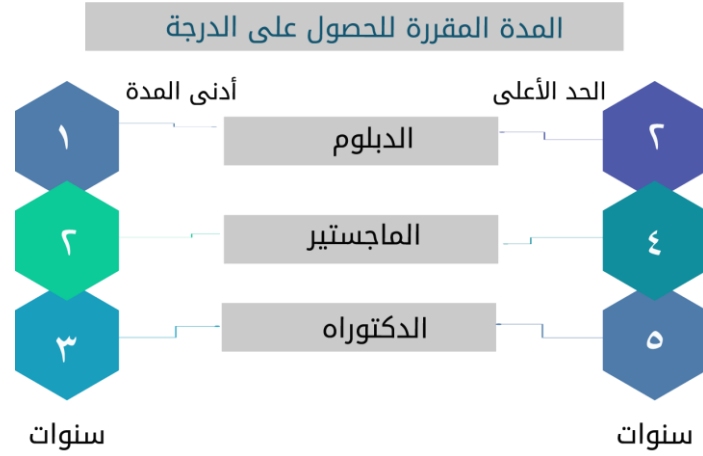 المدة المقررة للحصول على الدرجة
الحد الأعلى
أدنى المدة
٢
الدبلوم
١
٤
الماجستير
٢
٥
الدكتوراه
٣
سنوات
سنوات